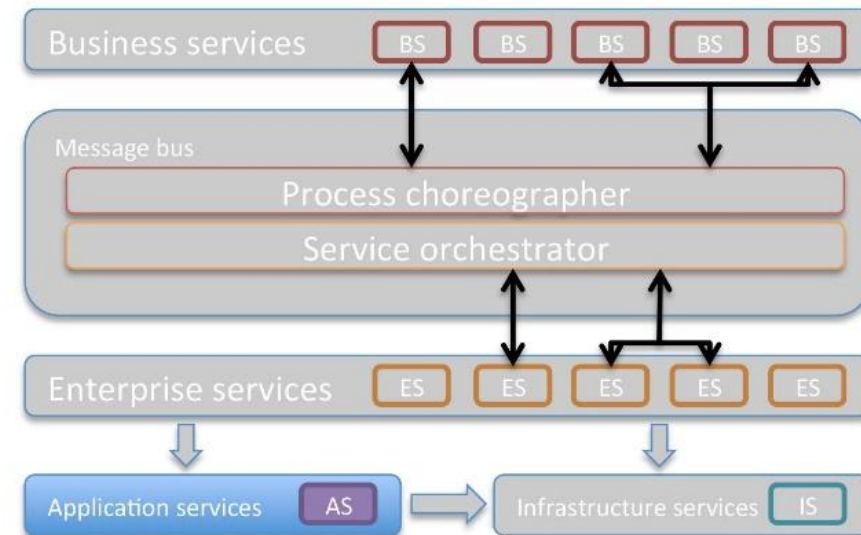 Business services BS BS BS BS BS
Message bus
Process choreographer
Service orchestrator
Enterprise services ES ES ES ES ES
Application services AS
Infrastructure services IS